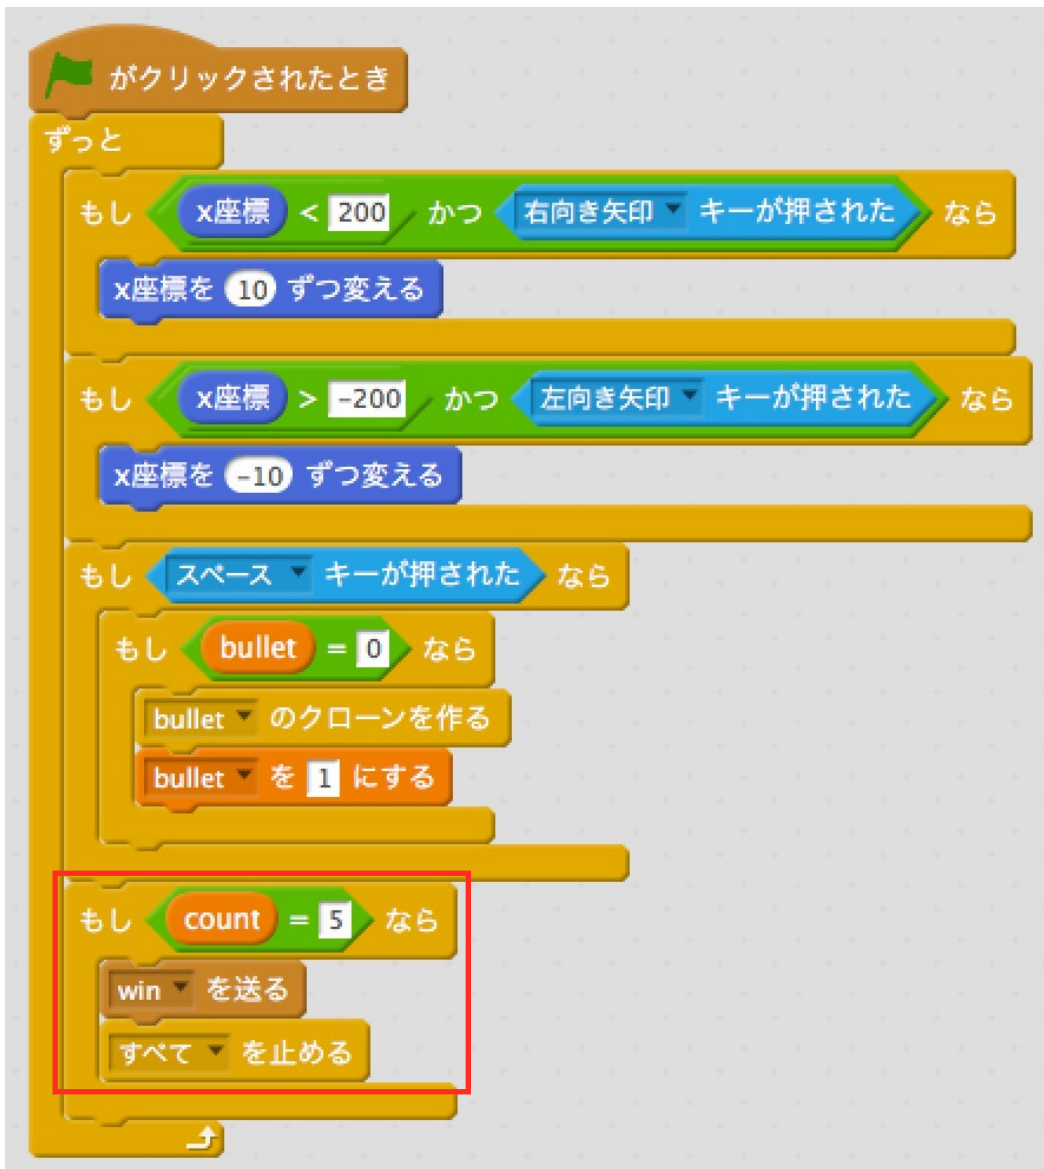 がクリックされたとき
ずっと
もし x座標 < 200 かつ 右向き矢印 キーが押された なら
x座標を 10 ずつ変える
もし x座標 > -200 かつ 左向き矢印 キーが押された なら
x座標を -10 ずつ変える
もし スペース キーが押された なら
もし bullet = 0 なら
bullet のクローンを作る
bullet を 1 にする
もし count = 5 なら
win を送る
すべて を止める